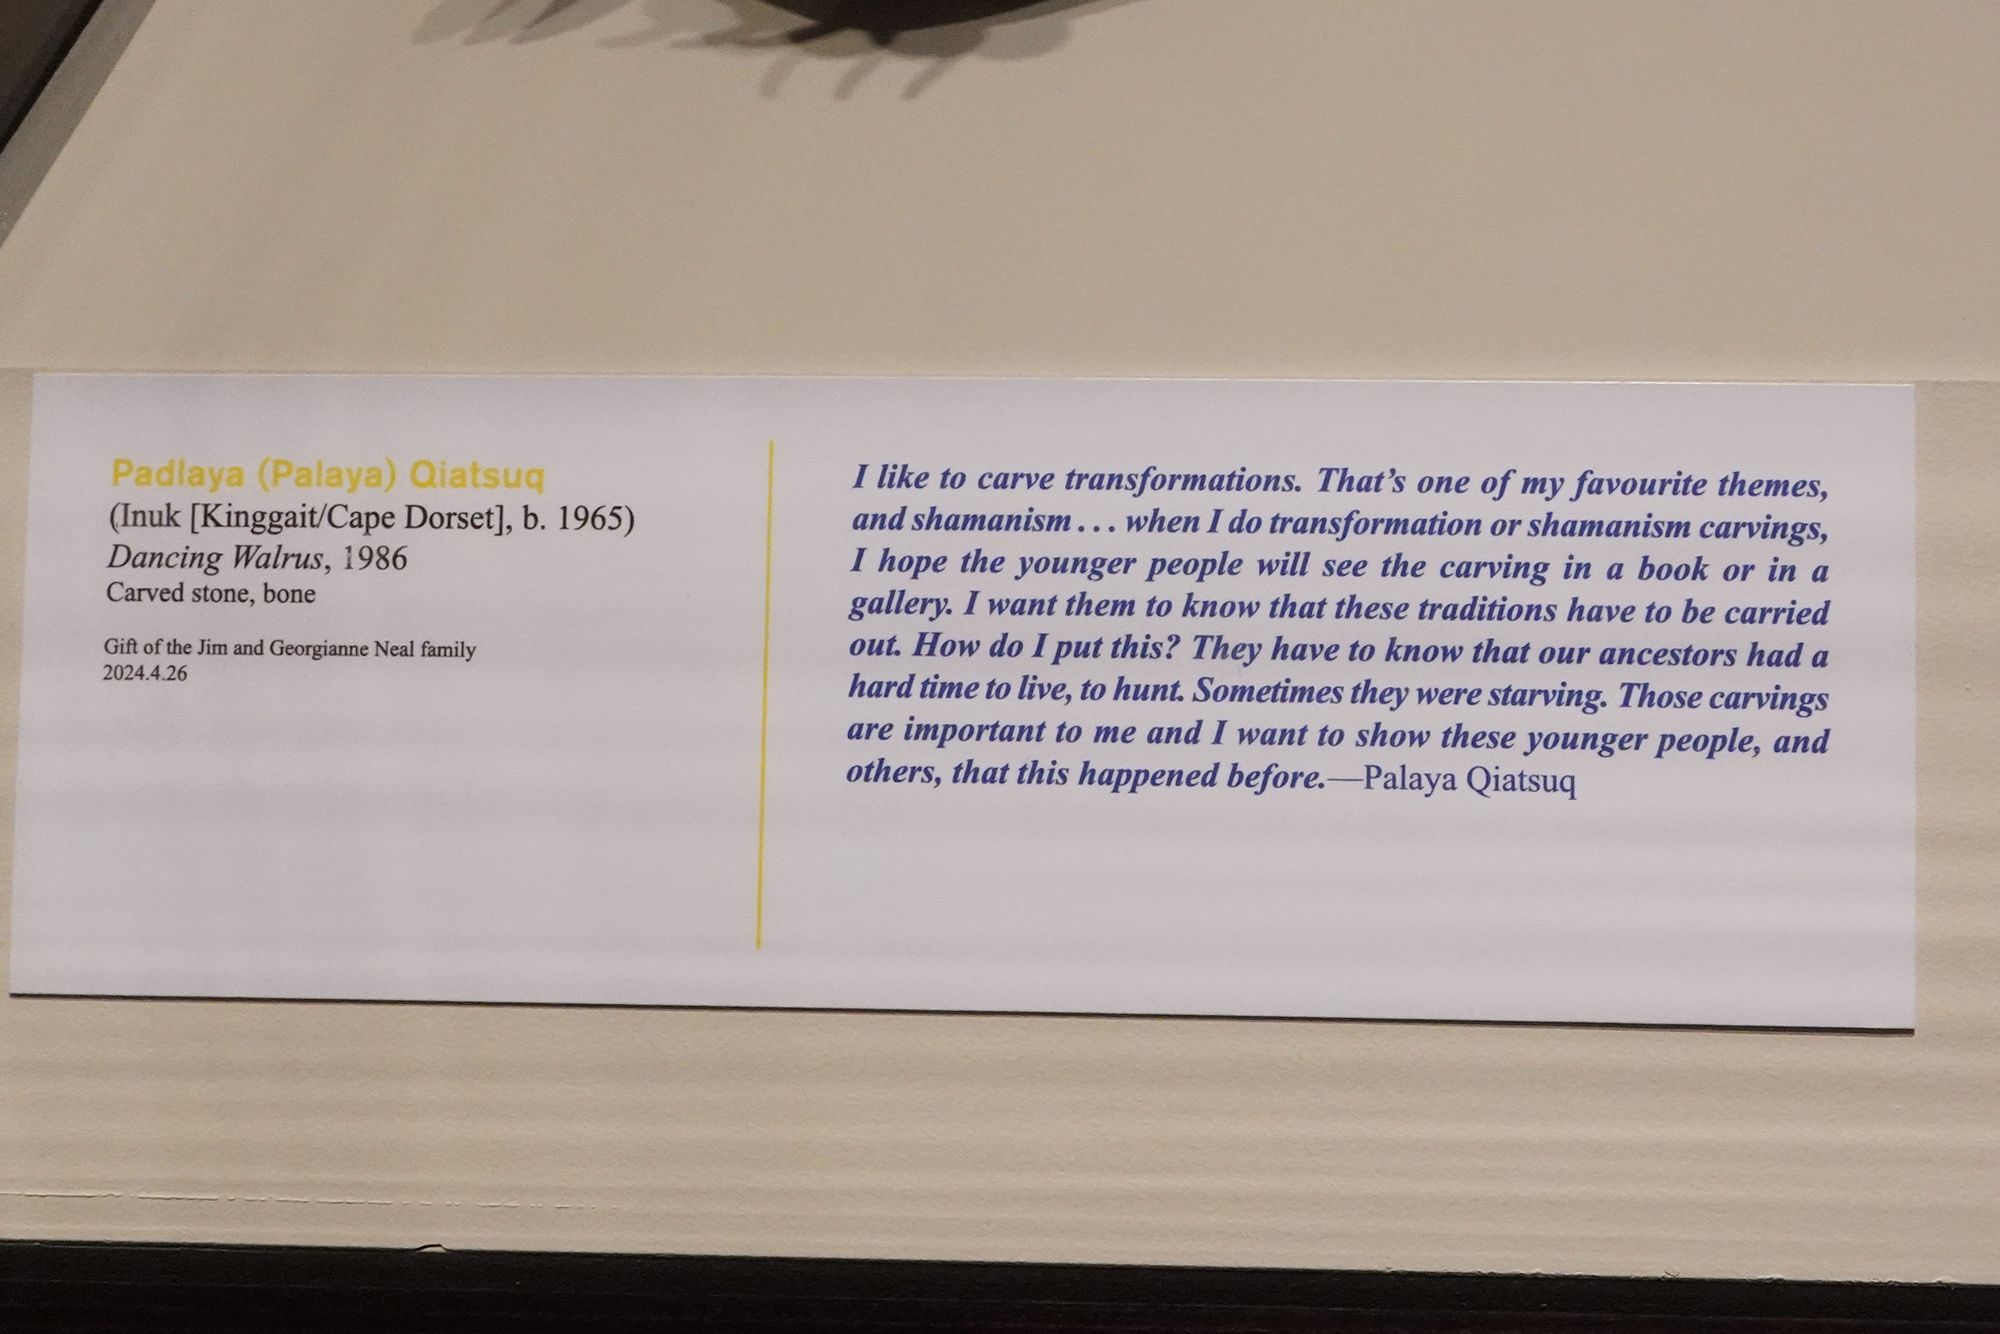 Padlaya (Palaya) Qiatsuq
(Inuk [Kinggait/Cape Dorset], b. 1965)
Dancing Walrus, 1986
Carved stone, bone
Gift of the Jim and Georgianne Neal family
2024.4.26
I like to carve transformations. That’s one of my favourite themes,
and shamanism . . . when I do transformation or shamanism carvings,
I hope the younger people will see the carving in a book or in a
gallery. I want them to know that these traditions have to be carried
out. How do I put this? They have to know that our ancestors had a
hard time to live, to hunt. Sometimes they were starving. Those carvings
are important to me and I want to show these younger people, and
others, that this happened before.—Palaya Qiatsuq